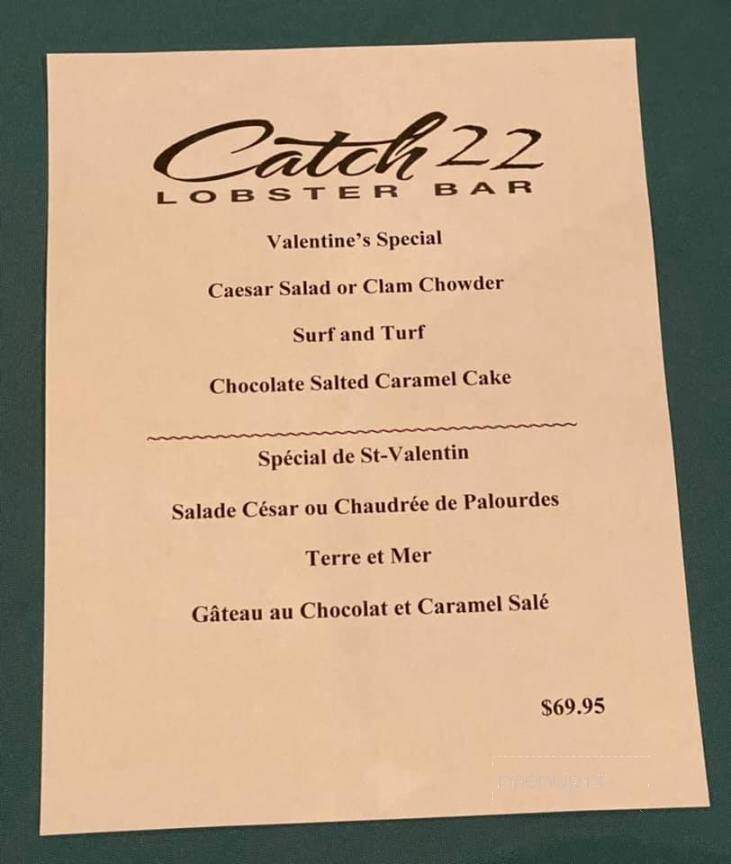 Catch 22
LOBSTER BAR
Valentine's Special
Caesar Salad or Clam Chowder
Surf and Turf
Chocolate Salted Caramel Cake
Spécial de St-Valentin
Salade César ou Chaudrée de Palourdes
Terre et Mer
Gâteau au Chocolat et Caramel Salé
$69.95